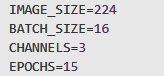 IMAGE_SIZE=224
BATCH_SIZE=16
CHANNELS=3
EPOCHS=15